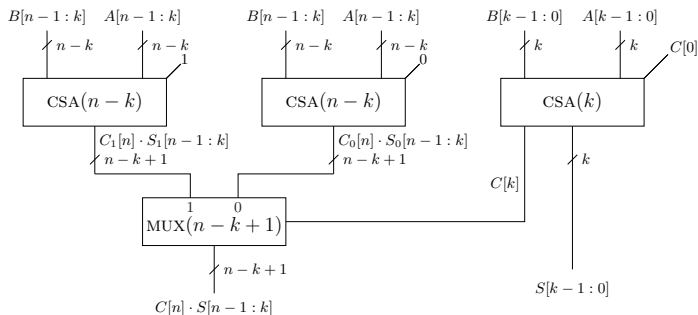 B[n−1:k] A[n−1:k] B[n−1:k] A[n−1:k] B[k−1:0] A[k−1:0]
n−k n−k n−k n−k k k C[0]
1 0
CSA(n−k) CSA(n−k) CSA(k)
C₁[n]·S₁[n−1:k] C₀[n]·S₀[n−1:k]
n−k+1 n−k+1 k
C[k]
1 0
MUX(n−k+1)
n−k+1
S[k−1:0]
C[n]·S[n−1:k]